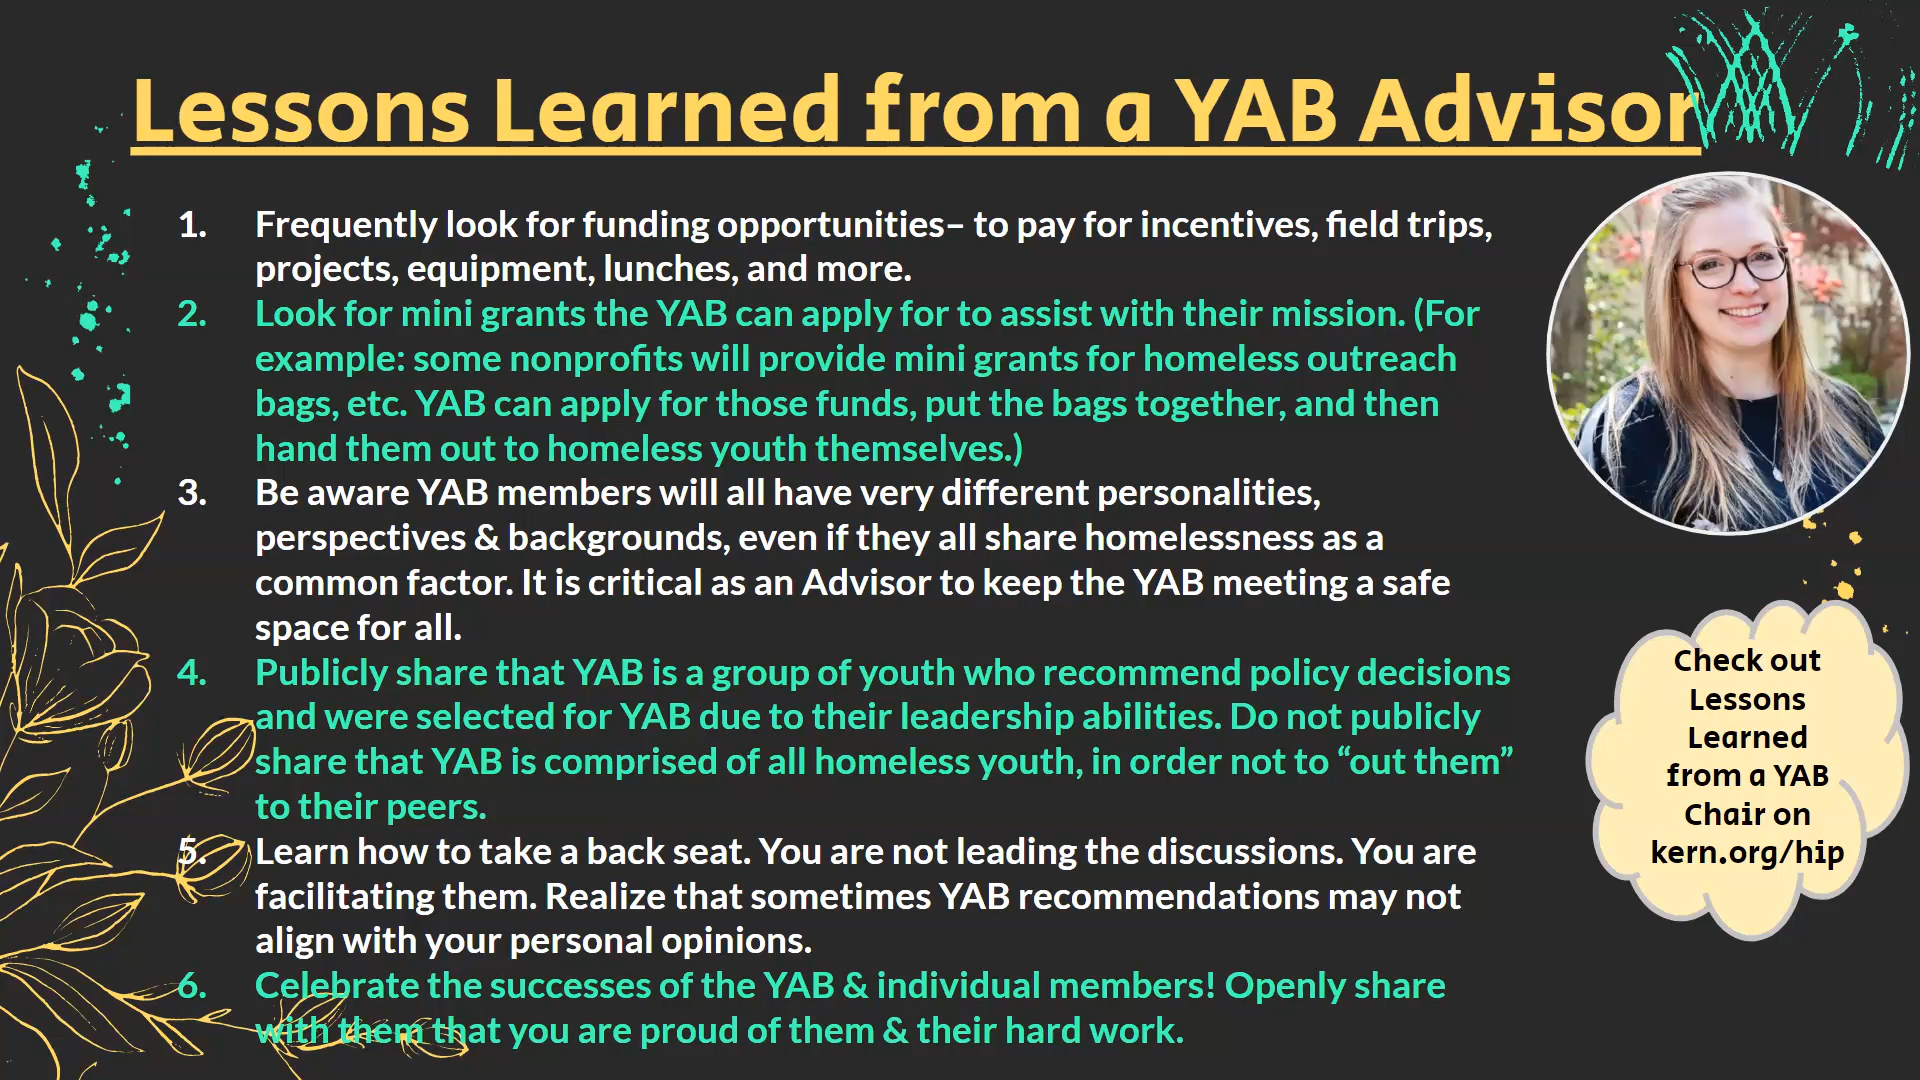 Lessons Learned from a YAB Advisor
1. Frequently look for funding opportunities– to pay for incentives, field trips,
projects, equipment, lunches, and more.
2. Look for mini grants the YAB can apply for to assist with their mission. (For
example: some nonprofits will provide mini grants for homeless outreach
bags, etc. YAB can apply for those funds, put the bags together, and then
hand them out to homeless youth themselves.)
3. Be aware YAB members will all have very different personalities,
perspectives & backgrounds, even if they all share homelessness as a
common factor. It is critical as an Advisor to keep the YAB meeting a safe
space for all.
4. Publicly share that YAB is a group of youth who recommend policy decisions
and were selected for YAB due to their leadership abilities. Do not publicly
share that YAB is comprised of all homeless youth, in order not to “out them”
to their peers.
5. Learn how to take a back seat. You are not leading the discussions. You are
facilitating them. Realize that sometimes YAB recommendations may not
align with your personal opinions.
6. Celebrate the successes of the YAB & individual members! Openly share
with them that you are proud of them & their hard work.
Check out
Lessons
Learned
from a YAB
Chair on
kern.org/hip